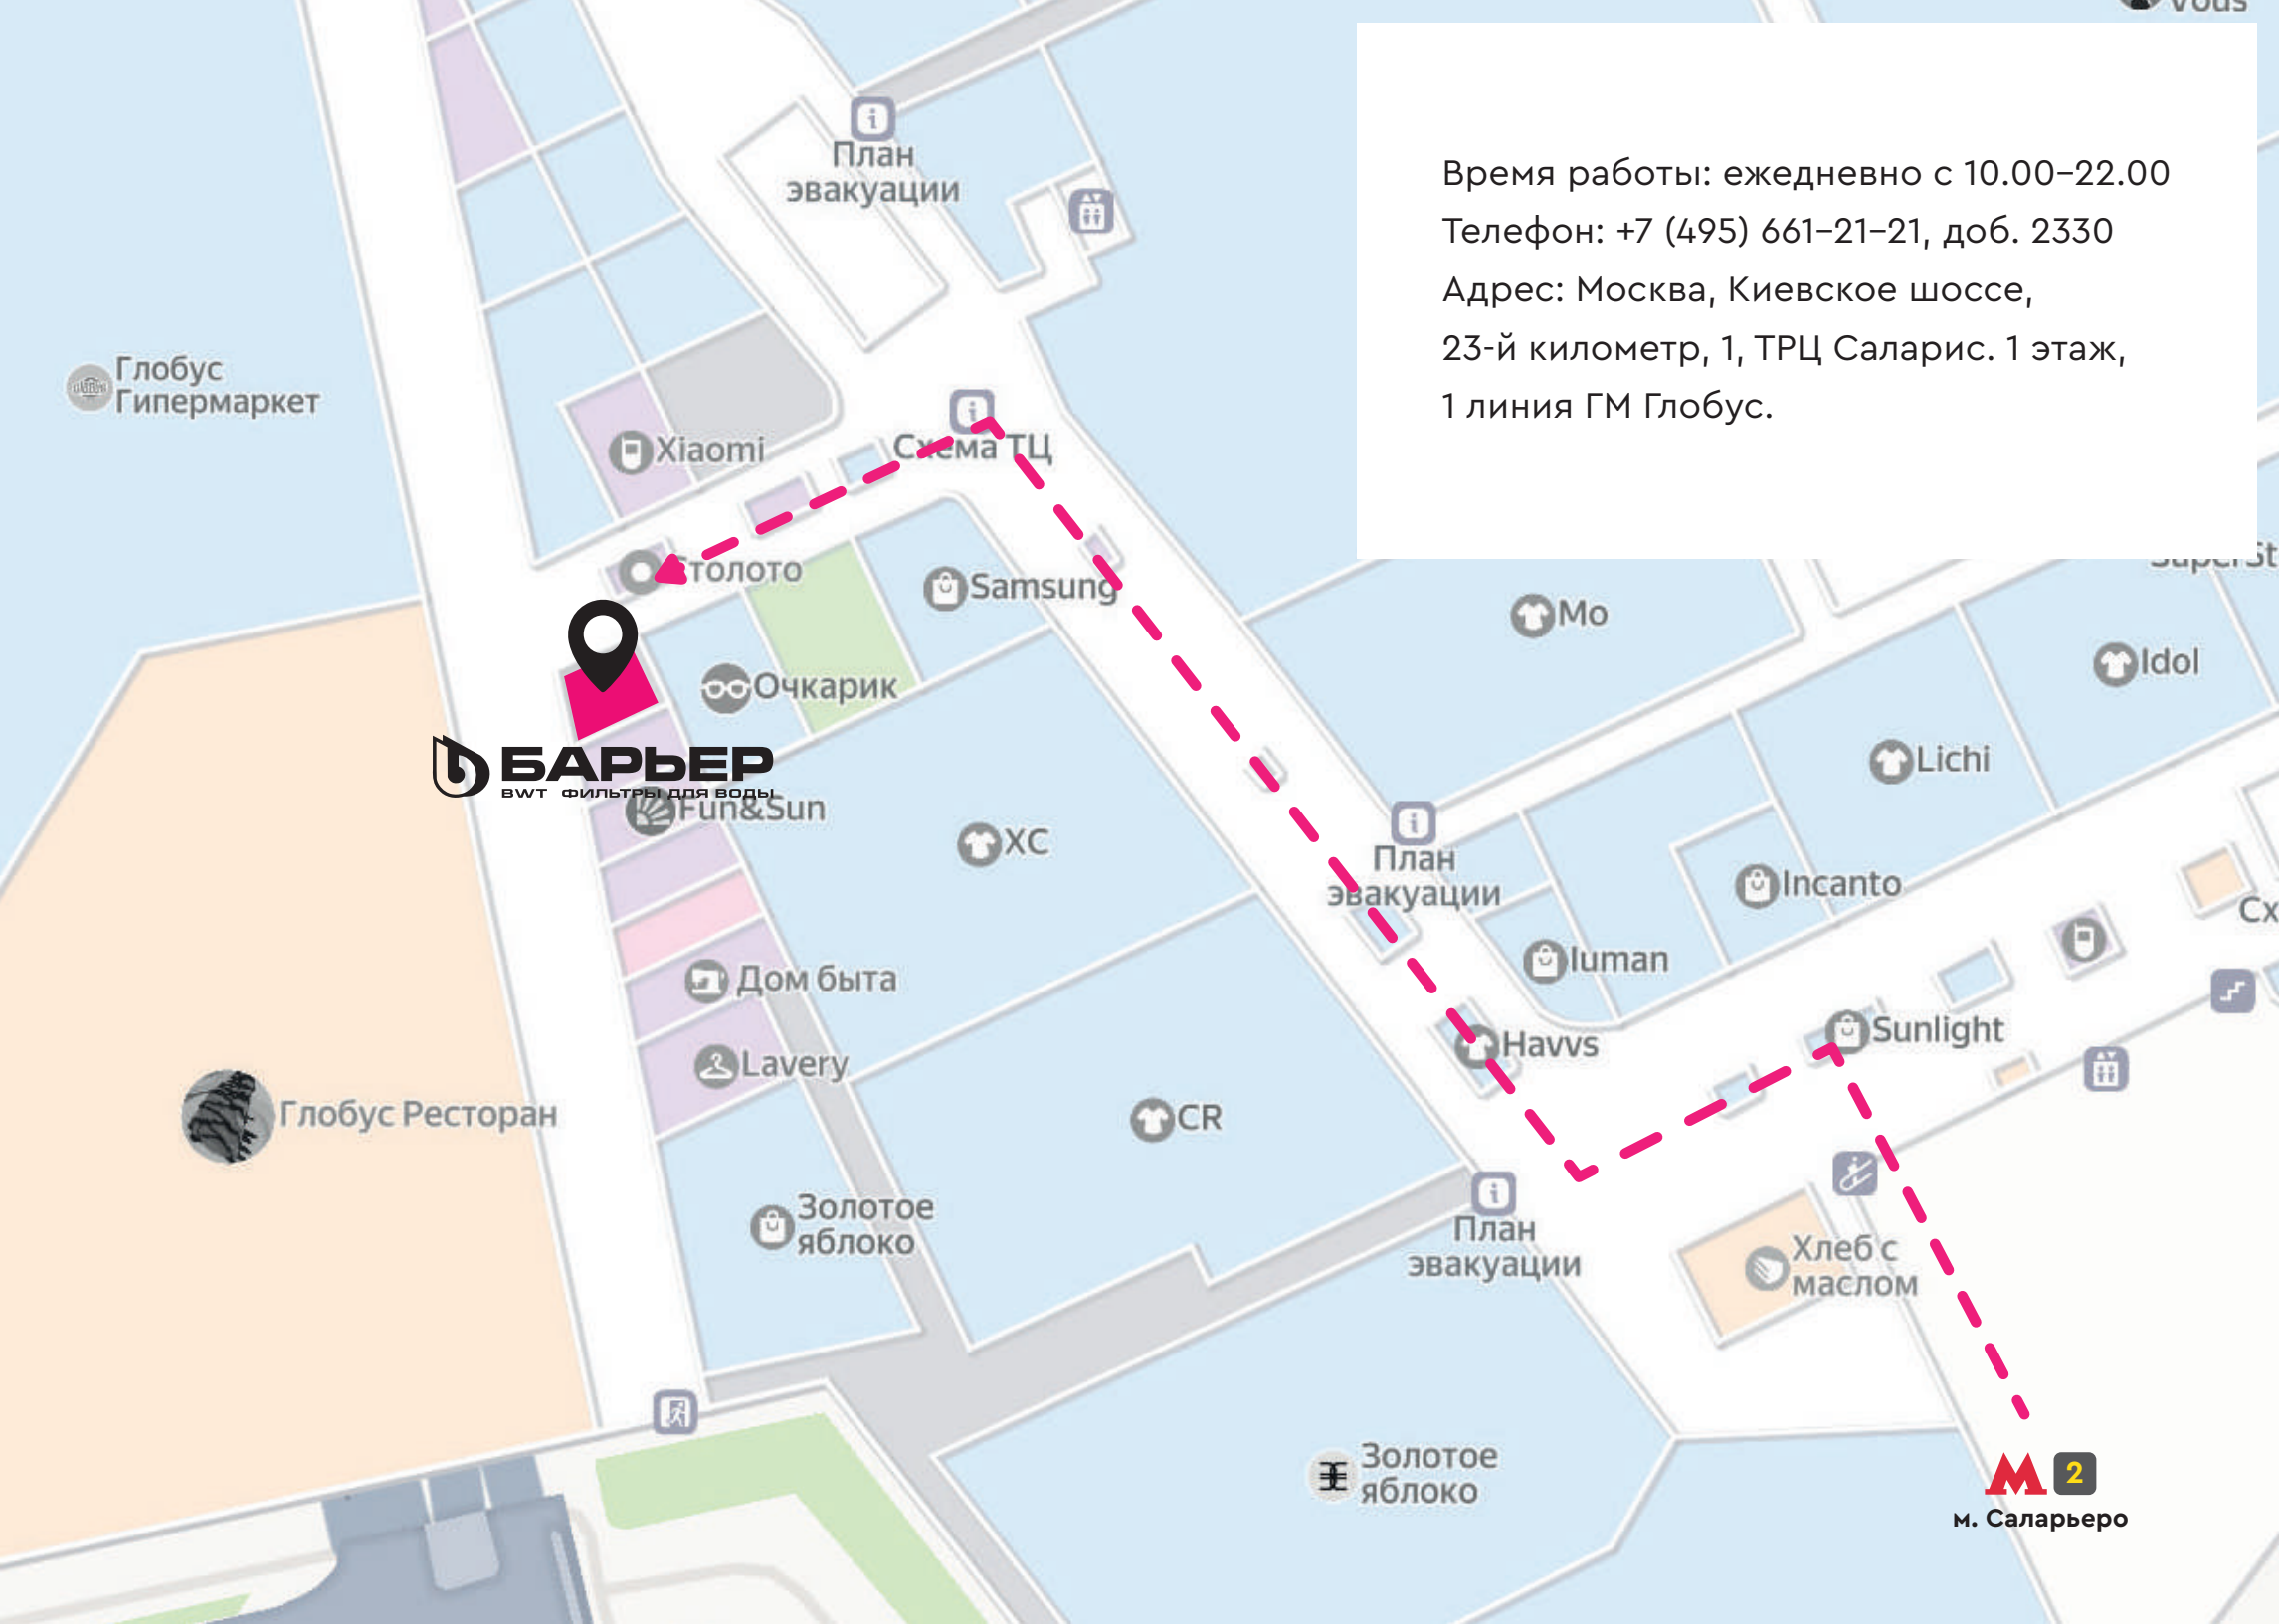 Vods
Время работы: ежедневно с 10.00–22.00
Телефон: +7 (495) 661–21–21, доб. 2330
Адрес: Москва, Киевское шоссе,
23-й километр, 1, ТРЦ Саларис. 1 этаж,
1 линия ГМ Глобус.
План
эвакуации
Глобус
Гипермаркет
Xiaomi
Схема ТЦ
Столото
Samsung
Mo
Idol
Очкарик
БАРЬЕР
BWT ФИЛЬТРЫ ДЛЯ ВОДЫ
Fun&Sun
XC
Lichi
План
эвакуации
Incanto
Сх
Iuman
Дом быта
Sunlight
Havvs
Lavery
Глобус Ресторан
CR
Золотое
яблоко
План
эвакуации
Хлеб с
маслом
Золотое
яблоко
М 2
м. Саларьеро